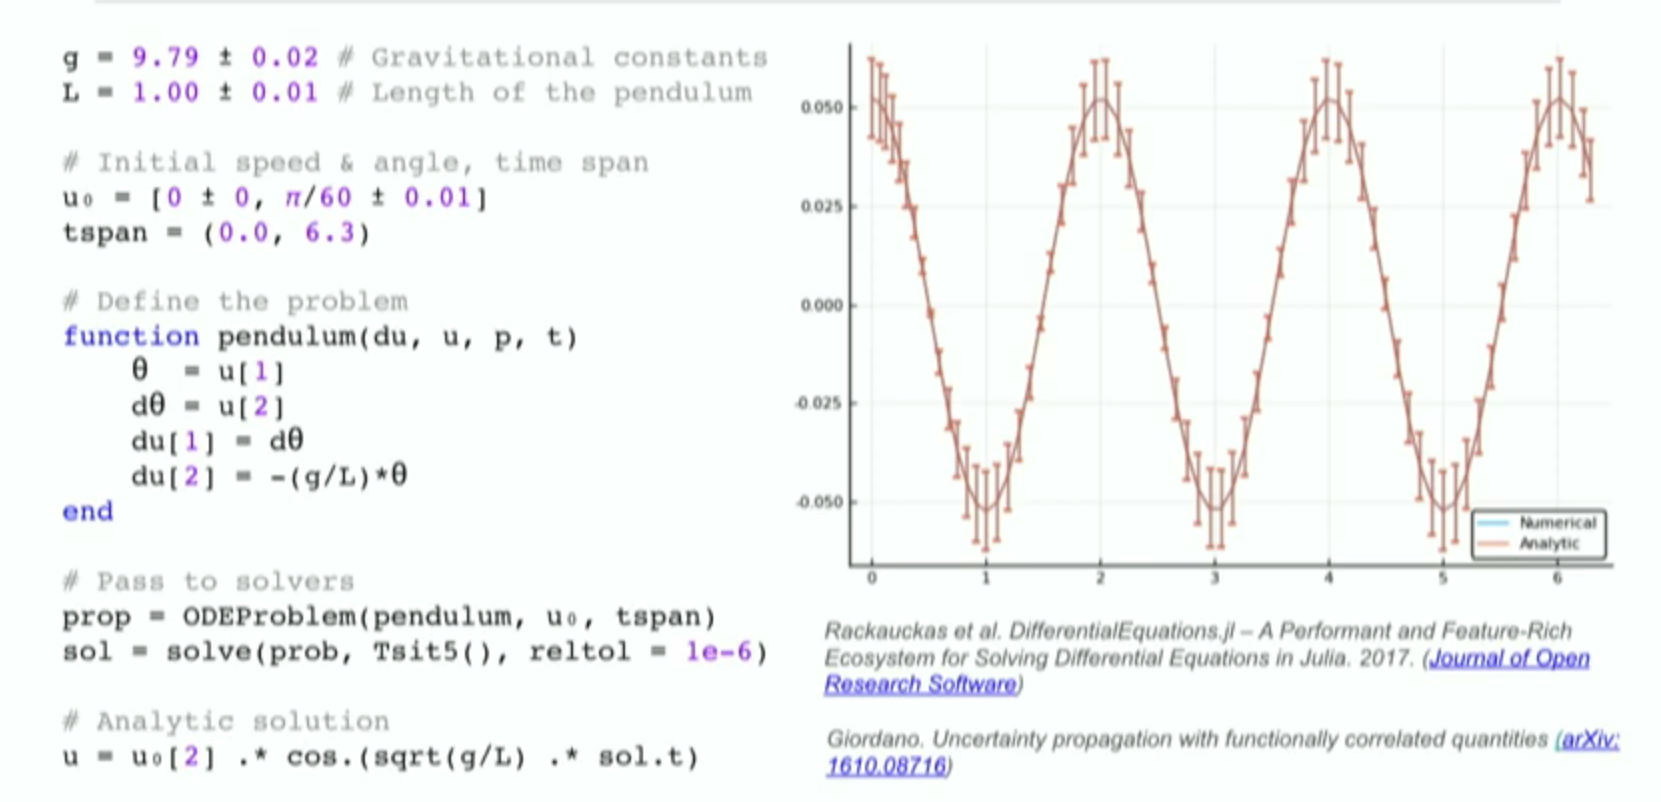 g = 9.79 ± 0.02 # Gravitational constants
L = 1.00 ± 0.01 # Length of the pendulum
# Initial speed & angle, time span
u₀ = [0 ± 0, π/60 ± 0.01]
tspan = (0.0, 6.3)
# Define the problem
function pendulum(du, u, p, t)
θ = u[1]
dθ = u[2]
du[1] = dθ
du[2] = -(g/L)*θ
end
# Pass to solvers
prop = ODEProblem(pendulum, u₀, tspan)
sol = solve(prob, Tsit5(), reltol = 1e-6)
# Analytic solution
u = u₀[2] .* cos.(sqrt(g/L) .* sol.t)
0.050
0.025
0.000
-0.025
-0.050
0 1 2 3 4 5 6
Numerical
Analytic
Rackauckas et al. DifferentialEquations.jl – A Performant and Feature-Rich
Ecosystem for Solving Differential Equations in Julia. 2017. (Journal of Open
Research Software)
Giordano. Uncertainty propagation with functionally correlated quantities (arXiv:
1610.08716)